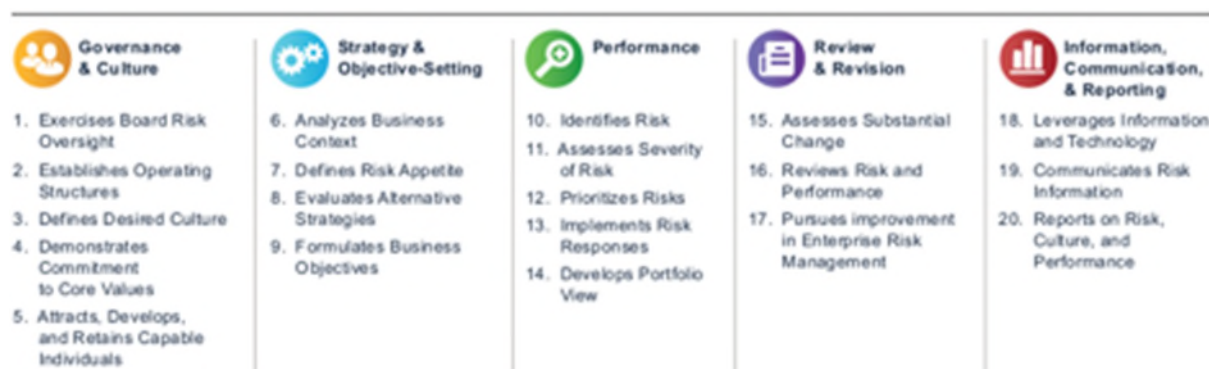 Governance
& Culture
1. Exercises Board Risk
Oversight
2. Establishes Operating
Structures
3. Defines Desired Culture
4. Demonstrates
Commitment
to Core Values
5. Attracts, Develops,
and Retains Capable
Individuals
Strategy &
Objective-Setting
6. Analyzes Business
Context
7. Defines Risk Appetite
8. Evaluates Alternative
Strategies
9. Formulates Business
Objectives
Performance
10. Identifies Risk
11. Assesses Severity
of Risk
12. Prioritizes Risks
13. Implements Risk
Responses
14. Develops Portfolio
View
Review
& Revision
15. Assesses Substantial
Change
16. Reviews Risk and
Performance
17. Pursues improvement
in Enterprise Risk
Management
Information,
Communication,
& Reporting
18. Leverages Information
and Technology
19. Communicates Risk
Information
20. Reports on Risk,
Culture, and
Performance